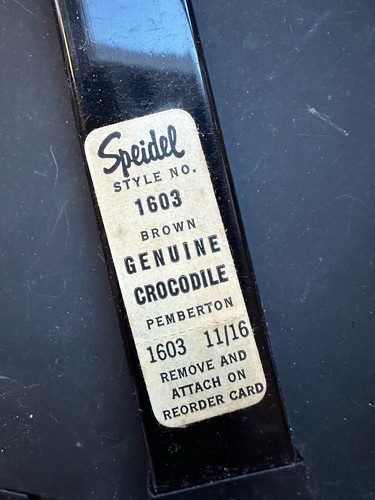 Speidel
STYLE NO.
1603
BROWN
GENUINE
CROCODILE
PEMBERTON
1603 11/16
REMOVE AND
ATTACH ON
REORDER CARD